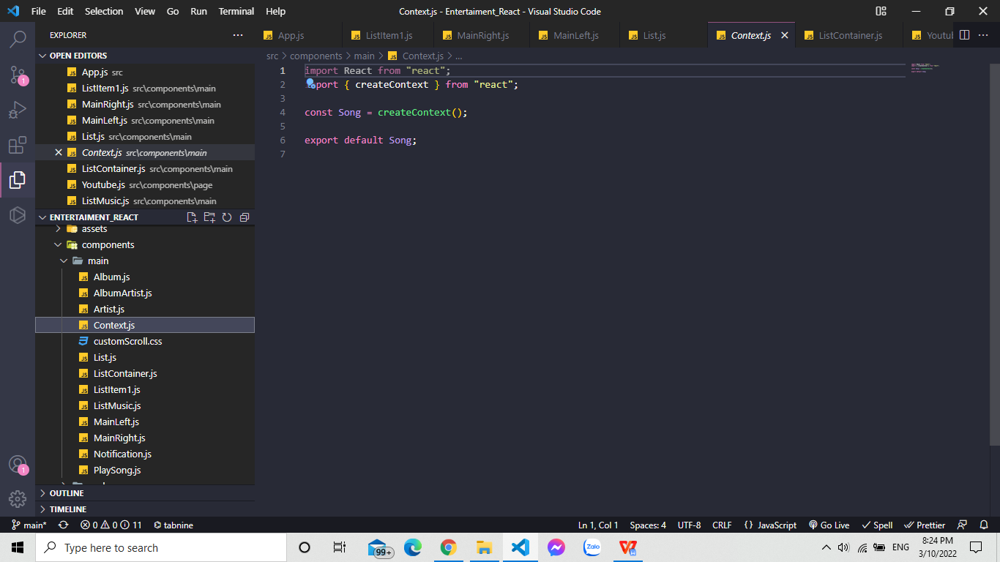 File Edit Selection View Go Run Terminal Help Context.js - Entertaiment_React - Visual Studio Code
EXPLORER
App.js ListItem1.js MainRight.js MainLeft.js List.js Context.js ListContainer.js Youtu
OPEN EDITORS
src > components > main > Context.js > ...
App.js src
ListItem1.js src\components\main
MainRight.js src\components\main
MainLeft.js src\components\main
List.js src\components\main
Context.js src\components\main
ListContainer.js src\components\main
Youtube.js src\components\page
ListMusic.js src\components\main
ENTERTAIMENT_REACT
assets
components
main
Album.js
AlbumArtist.js
Artist.js
Context.js
customScroll.css
List.js
ListContainer.js
ListItem1.js
ListMusic.js
MainLeft.js
MainRight.js
Notification.js
PlaySong.js
OUTLINE
TIMELINE
1 import React from "react";
2 import { createContext } from "react";
3
4 const Song = createContext();
5
6 export default Song;
7
1
1
main* 0 0 11 tabnine Ln 1, Col 1 Spaces: 4 UTF-8 CRLF {} JavaScript Go Live Spell Prettier
Type here to search 99+ Zalo ENG 8:24 PM
3/10/2022